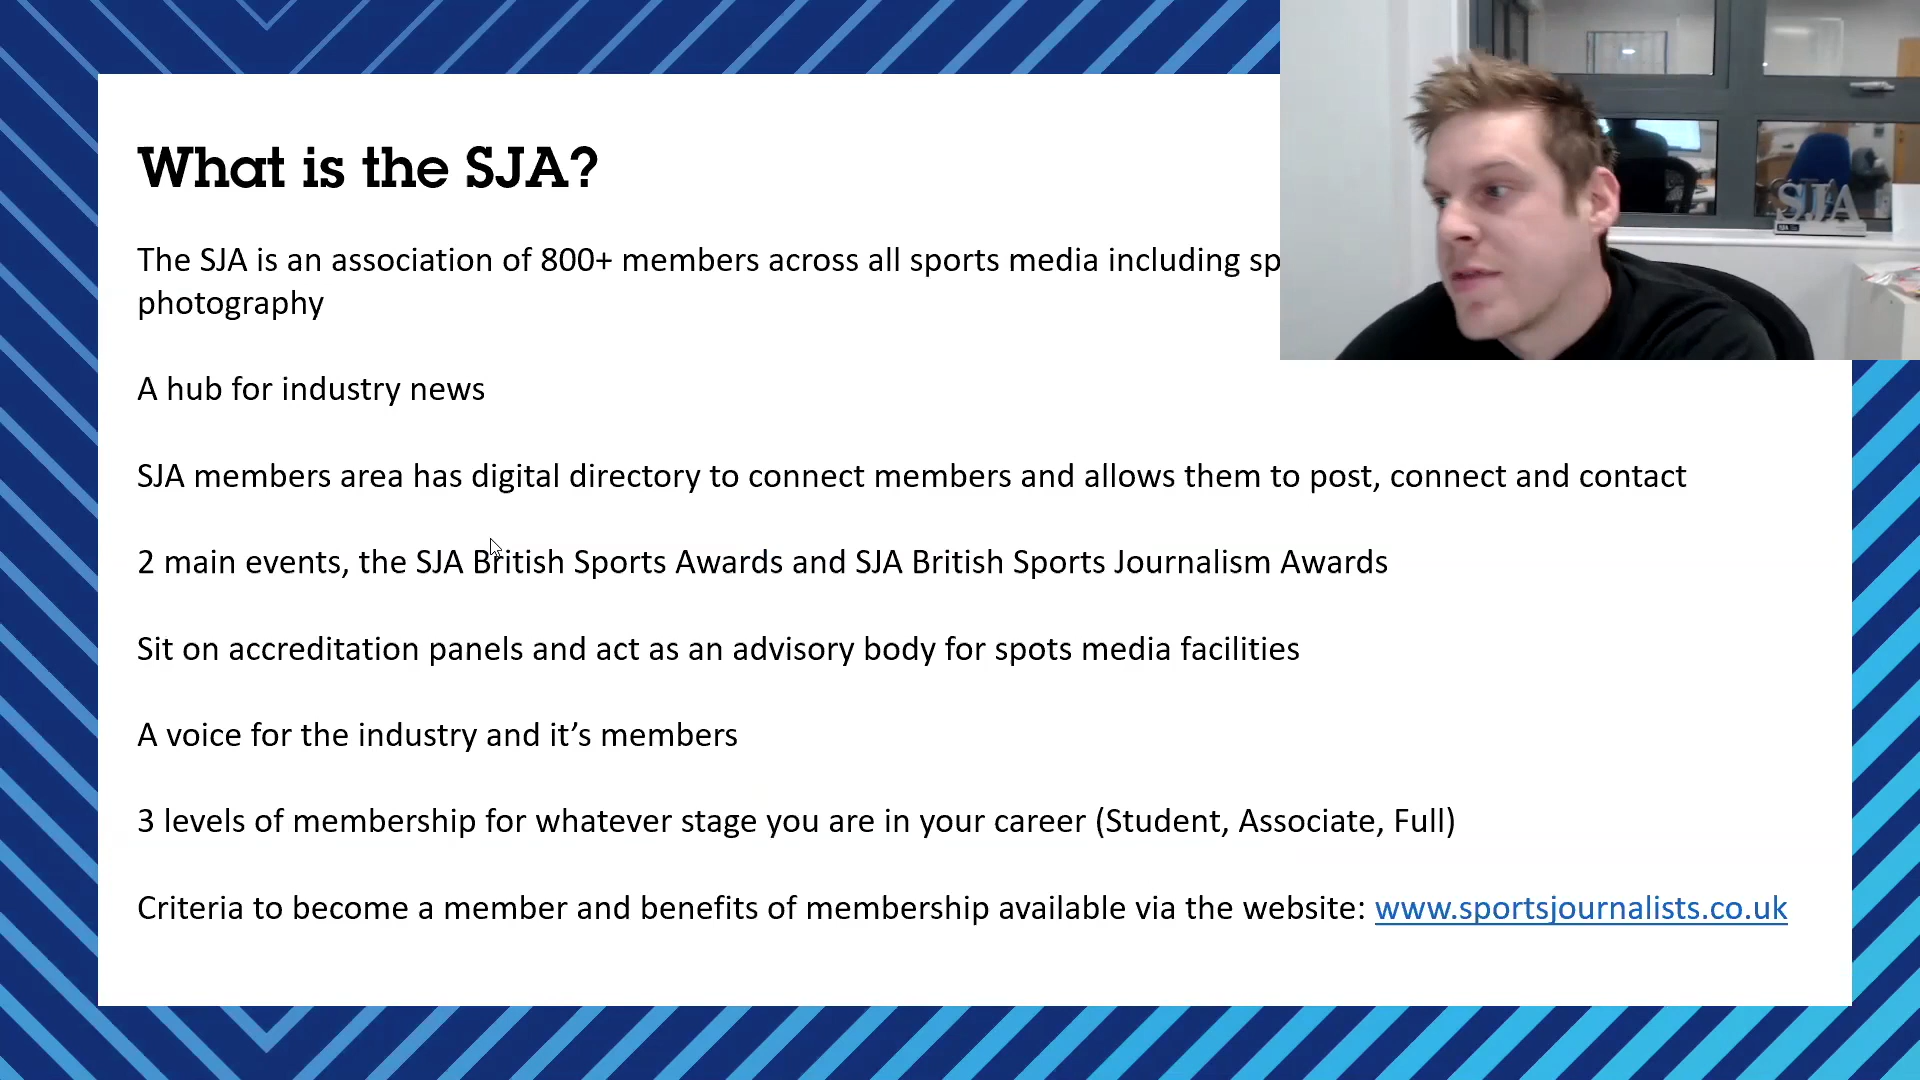 What is the SJA?
The SJA is an association of 800+ members across all sports media including
photography
A hub for industry news
SJA members area has digital directory to connect members and allows them to post, connect and contact
2 main events, the SJA British Sports Awards and SJA British Sports Journalism Awards
Sit on accreditation panels and act as an advisory body for spots media facilities
A voice for the industry and it’s members
3 levels of membership for whatever stage you are in your career (Student, Associate, Full)
Criteria to become a member and benefits of membership available via the website: www.sportsjournalists.co.uk
SJA